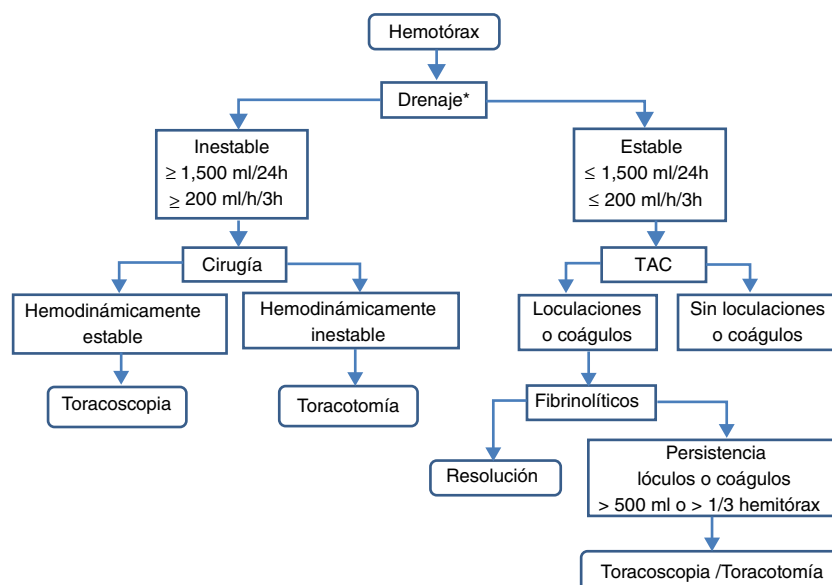 Hemotórax
Drenaje*
Inestable
≥ 1,500 ml/24h
≥ 200 ml/h/3h
Estable
≤ 1,500 ml/24h
≤ 200 ml/h/3h
Cirugía
TAC
Hemodinámicamente
estable
Hemodinámicamente
inestable
Loculaciones
o coágulos
Sin loculaciones
o coágulos
Toracoscopia
Toracotomía
Fibrinolíticos
Resolución
Persistencia
lóculos o coágulos
> 500 ml o > 1/3 hemitórax
Toracoscopia /Toracotomía